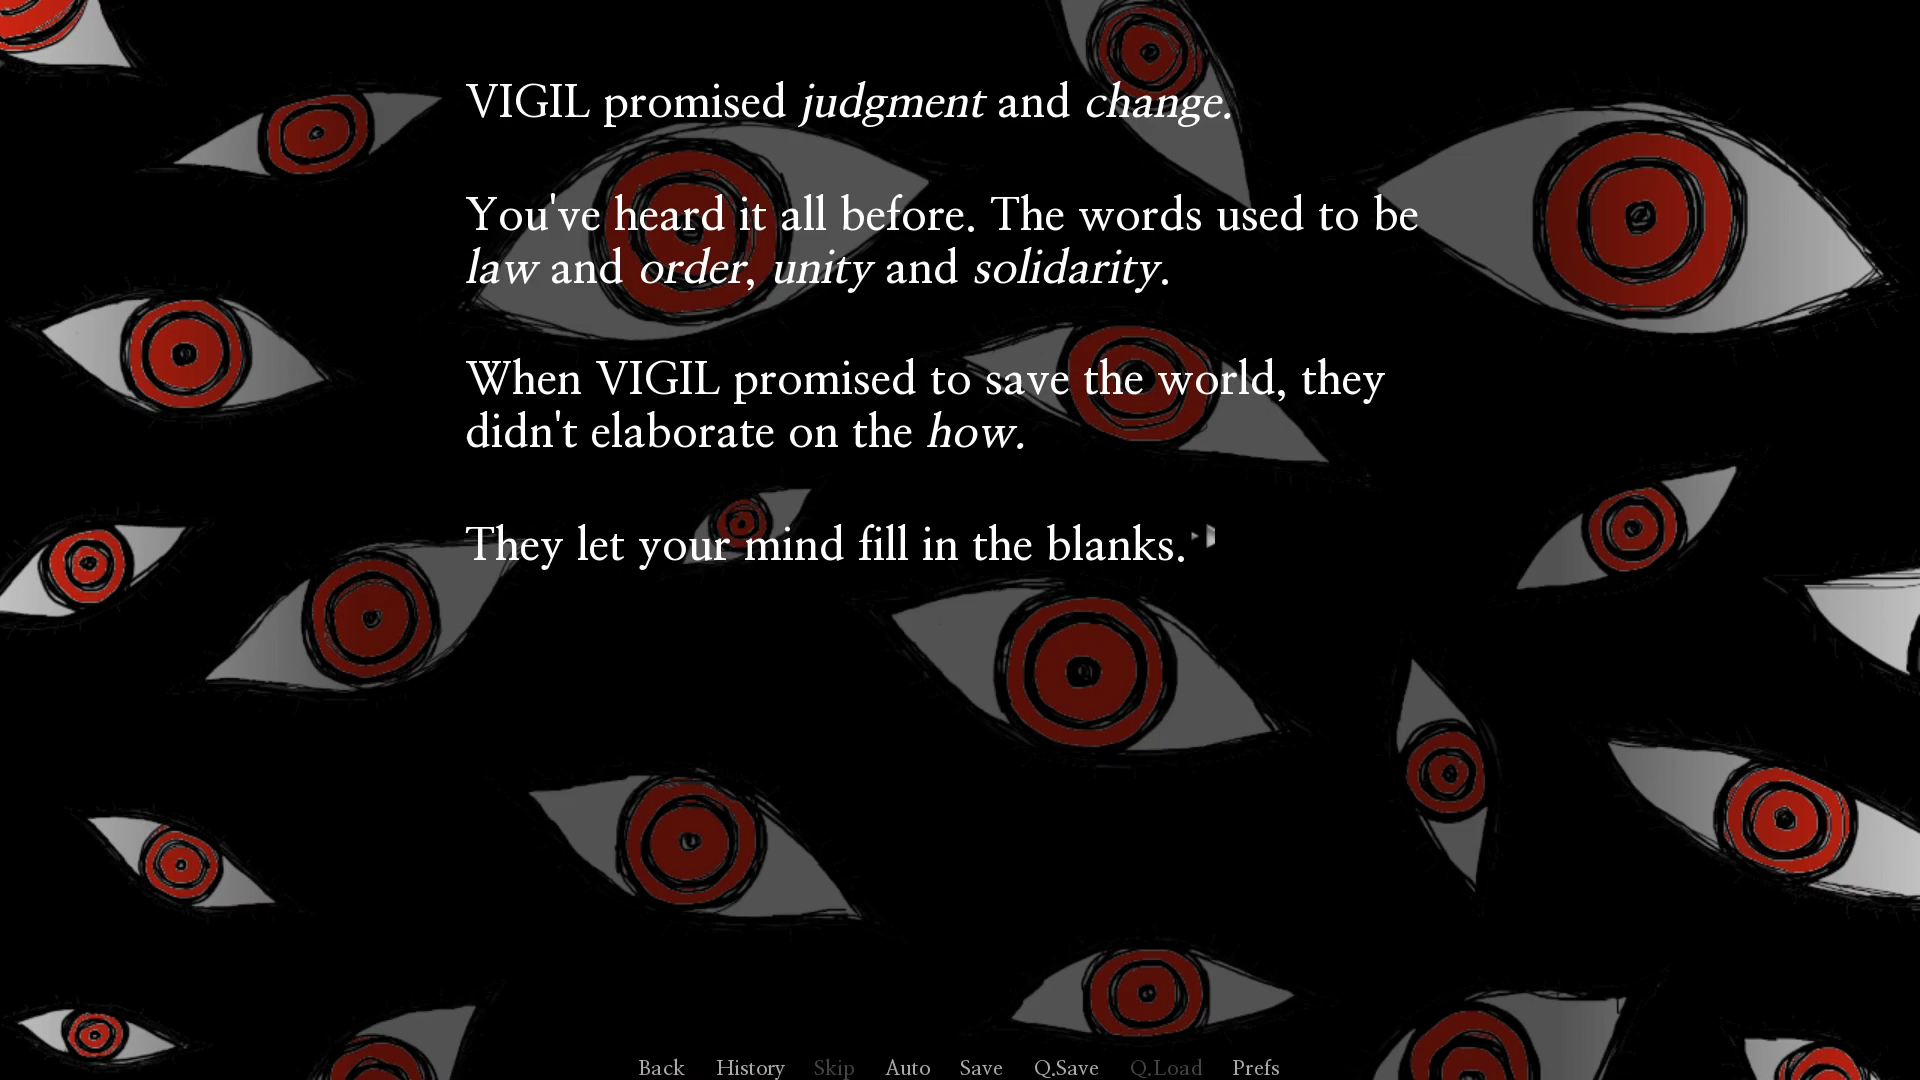 VIGIL promised judgment and change.
You've heard it all before. The words used to be
law and order, unity and solidarity.
When VIGIL promised to save the world, they
didn't elaborate on the how.
They let your mind fill in the blanks.
Back History Skip Auto Save Q.Save Q.Load Prefs